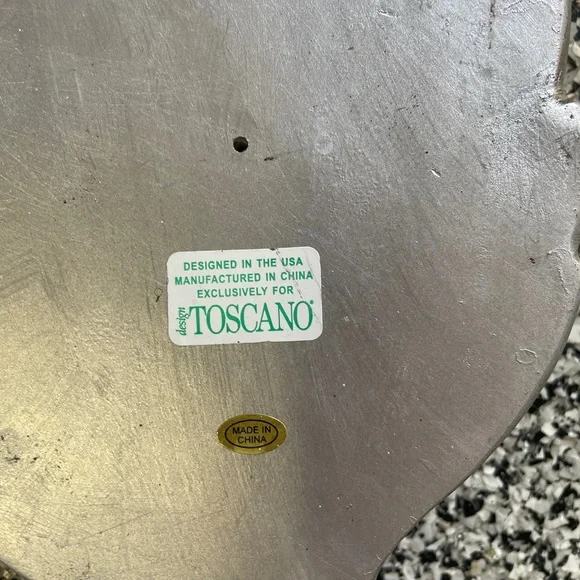 DESIGNED IN THE USA
MANUFACTURED IN CHINA
EXCLUSIVELY FOR
design TOSCANO®
MADE IN
CHINA